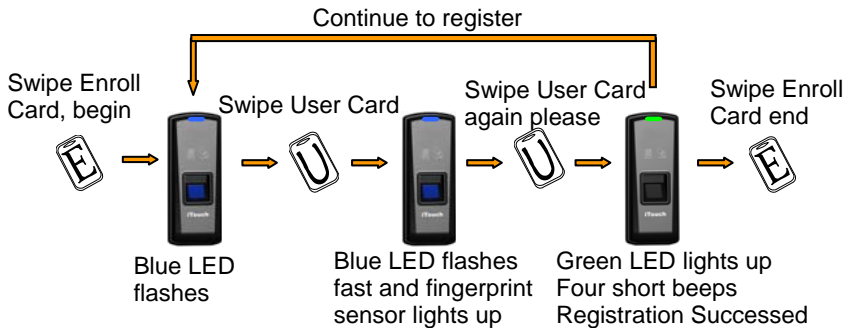 Continue to register
Swipe Enroll
Card, begin
E
iTouch
Blue LED
flashes
Swipe User Card
U
iTouch
Blue LED flashes
fast and fingerprint
sensor lights up
Swipe User Card
again please
U
iTouch
Green LED lights up
Four short beeps
Registration Successed
Swipe Enroll
Card end
E